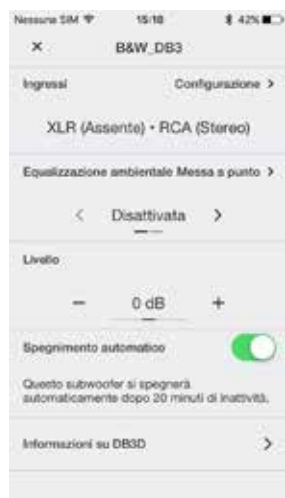 Nessuna SIM 15:18 42%
× B&W_DB3
Ingressi Configurazione >
XLR (Assente) • RCA (Stereo)
Equalizzazione ambientale Messa a punto >
< Disattivata >
Livello
− 0 dB +
Spegnimento automatico
Questo subwoofer si spegnerà
automaticamente dopo 20 minuti di inattività.
Informazioni su DB3D >